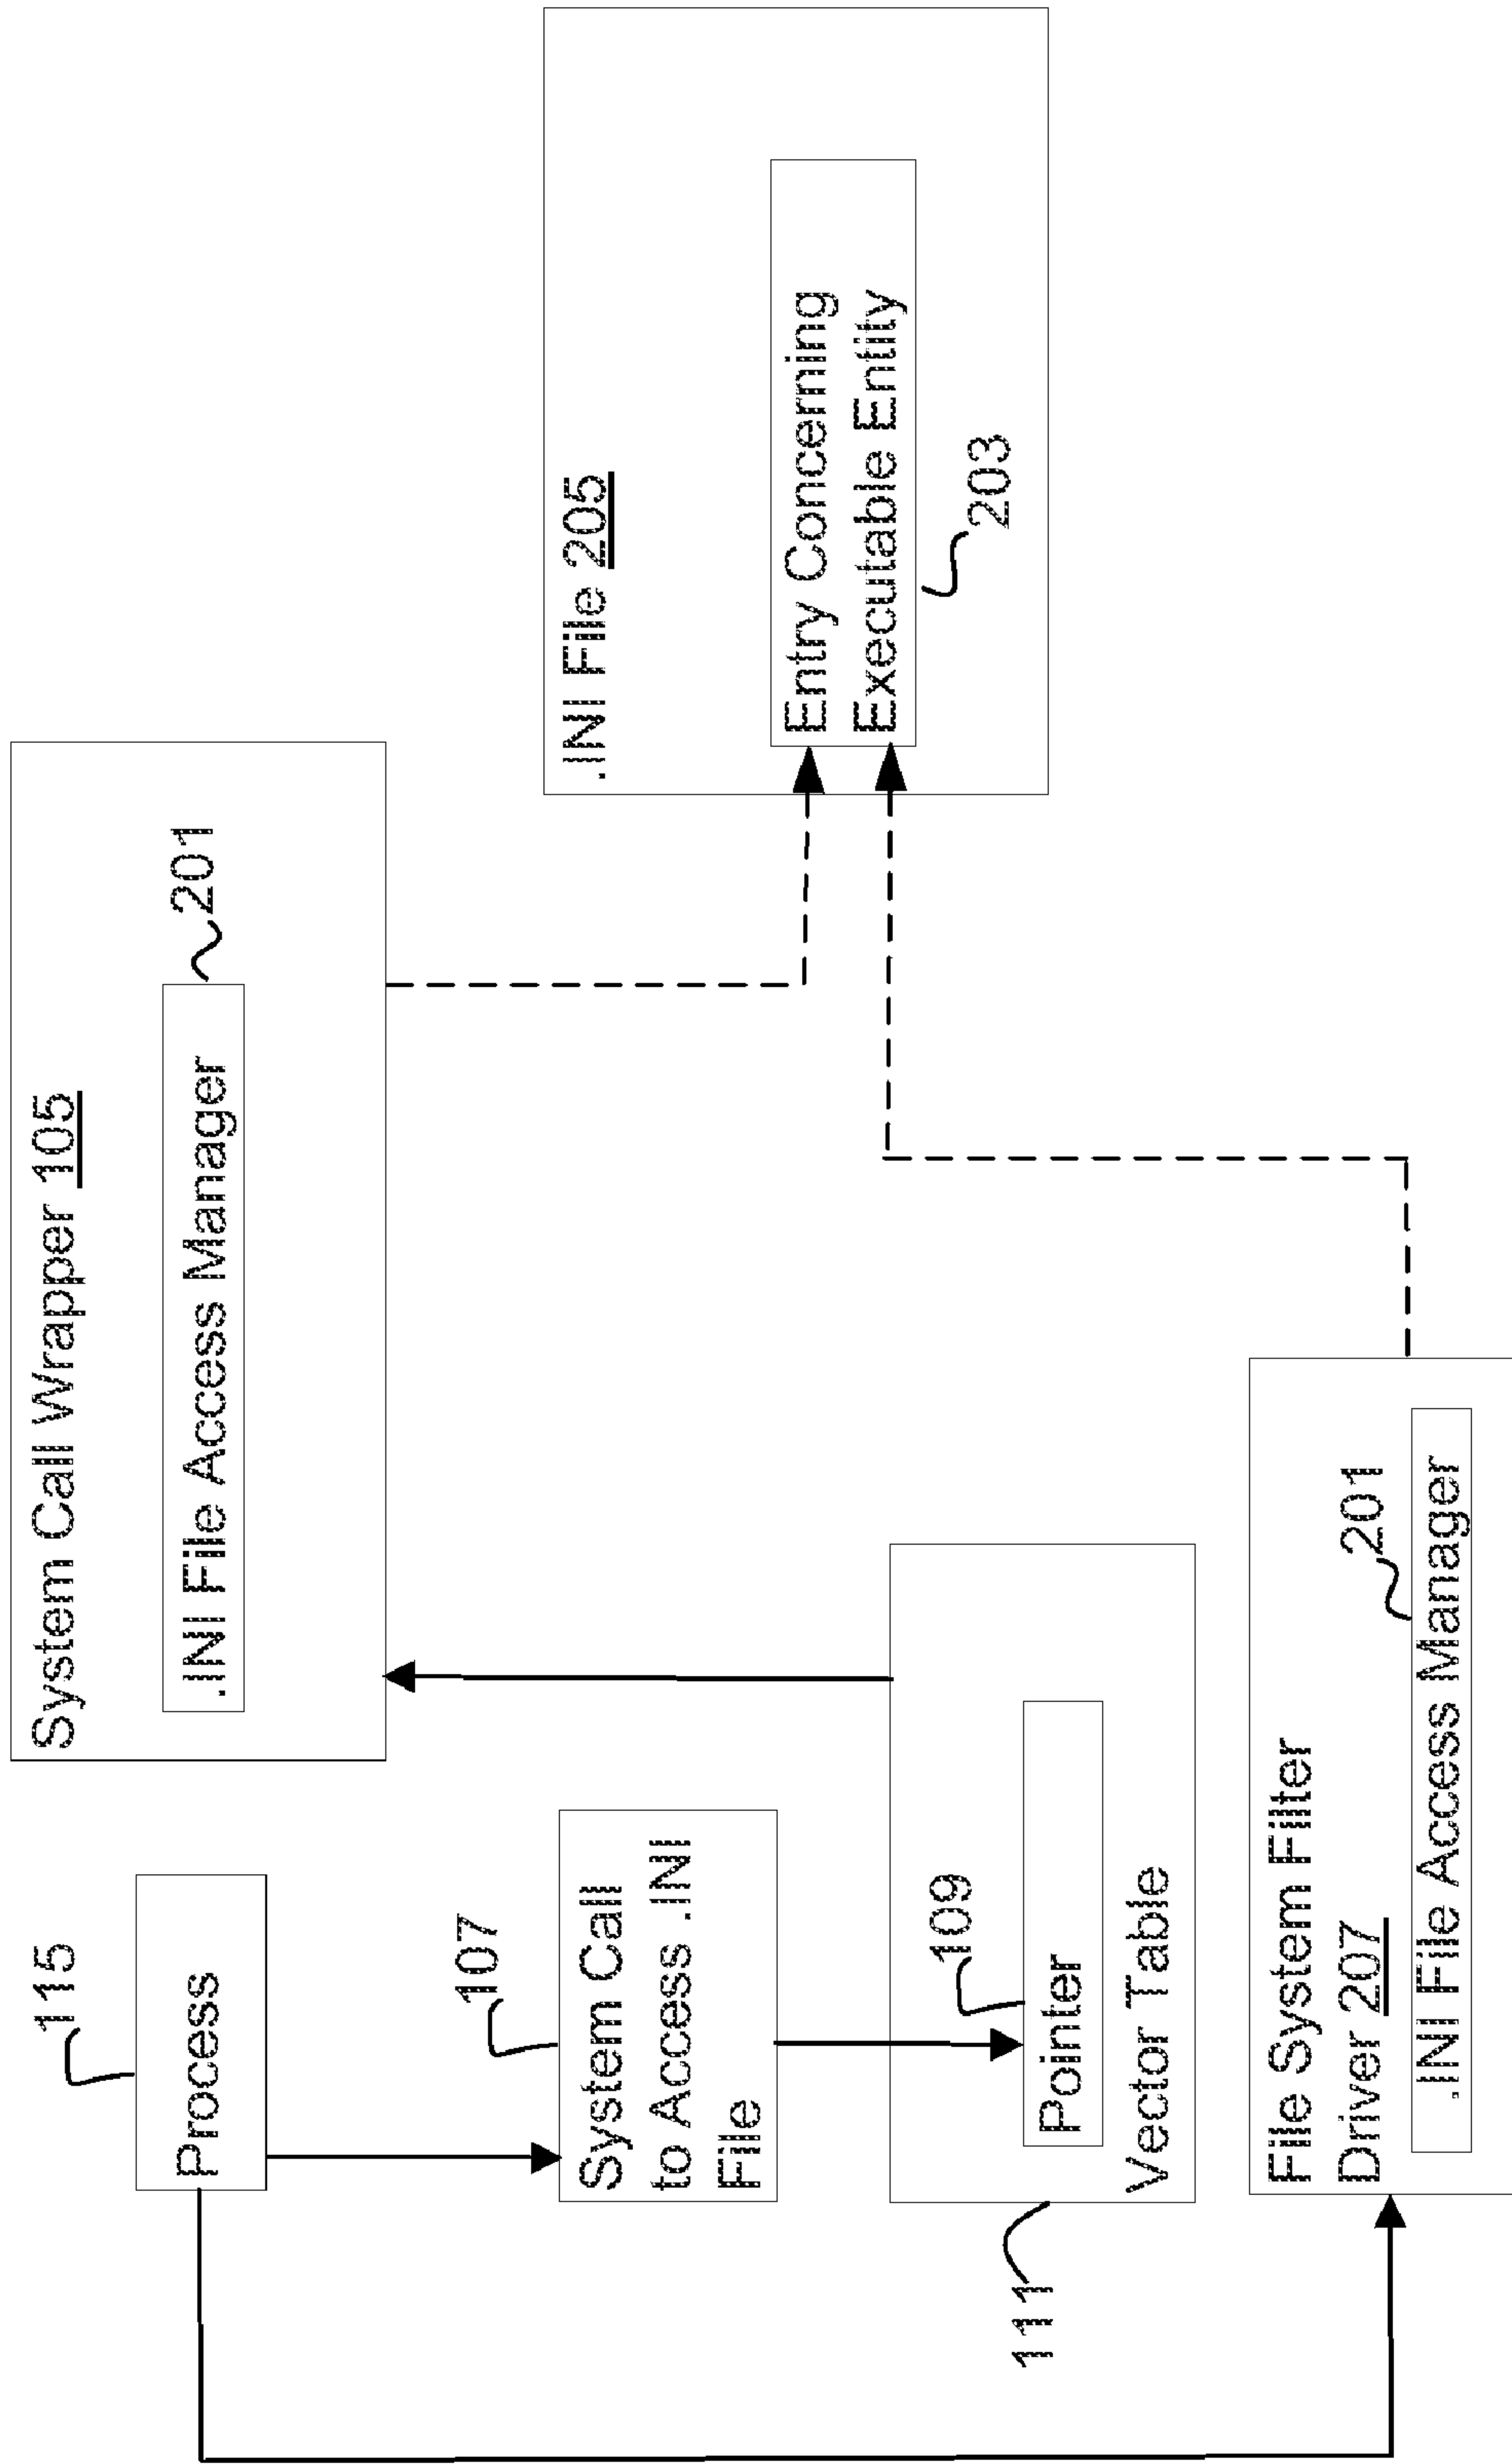 115
Process
107
System Call
to Access .INI
File
109
Pointer
Vector Table
111
System Call Wrapper 105
.INI File Access Manager
201
File System Filter
Driver 207
201
.INI File Access Manager
.INI File 205
Entry Concerning
Executable Entity
203